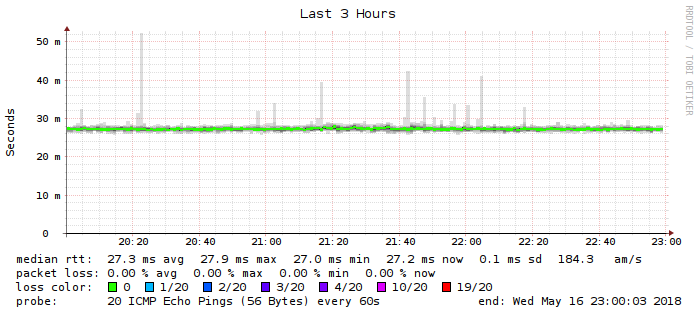 Last 3 Hours
RRDTOOL / TOBI OETIKER
Seconds
50 m
40 m
30 m
20 m
10 m
0
20:20 20:40 21:00 21:20 21:40 22:00 22:20 22:40 23:00
median rtt: 27.3 ms avg 27.9 ms max 27.0 ms min 27.2 ms now 0.1 ms sd 184.3 am/s
packet loss: 0.00 % avg 0.00 % max 0.00 % min 0.00 % now
loss color: 0 1/20 2/20 3/20 4/20 10/20 19/20
probe: 20 ICMP Echo Pings (56 Bytes) every 60s end: Wed May 16 23:00:03 2018